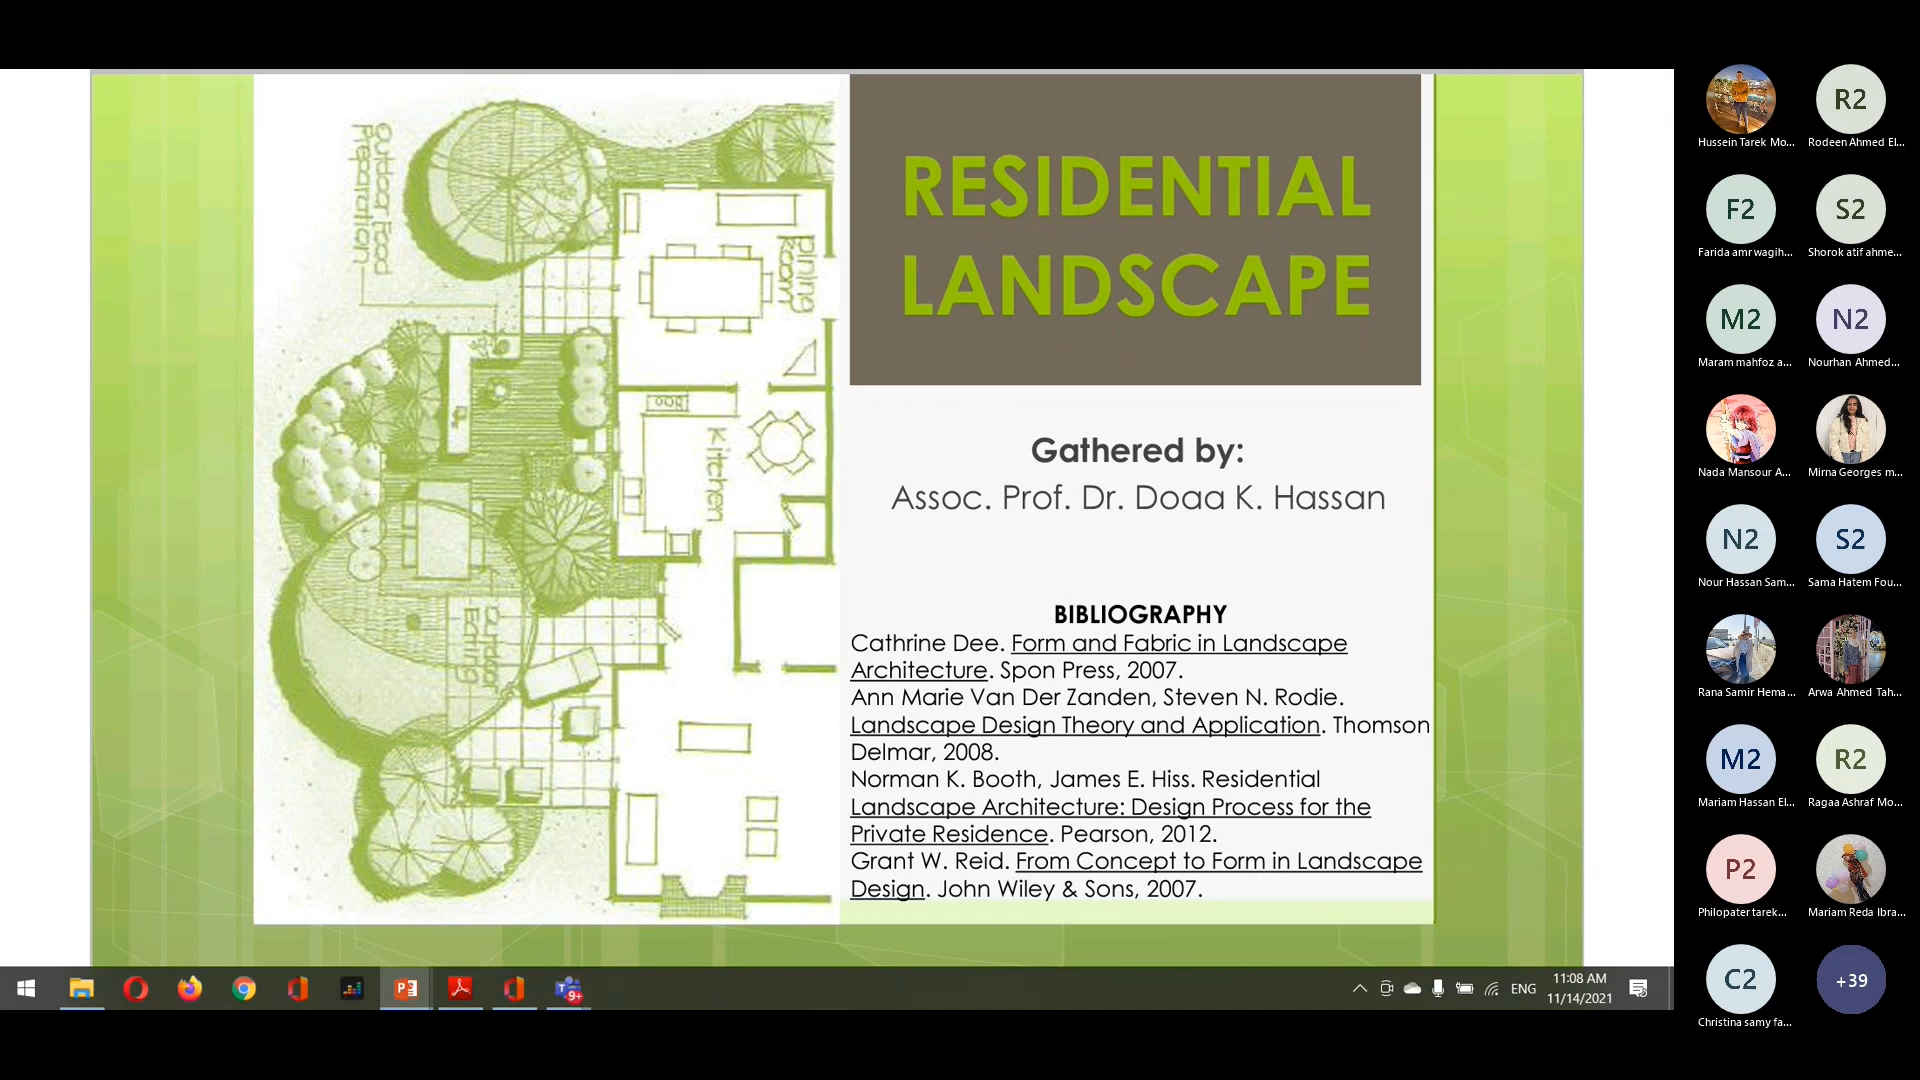 Outdoor Food
Preparation
Dining
Room
Kitchen
Outdoor
Eating
RESIDENTIAL
LANDSCAPE
Gathered by:
Assoc. Prof. Dr. Doaa K. Hassan
BIBLIOGRAPHY
Cathrine Dee. Form and Fabric in Landscape
Architecture. Spon Press, 2007.
Ann Marie Van Der Zanden, Steven N. Rodie.
Landscape Design Theory and Application. Thomson
Delmar, 2008.
Norman K. Booth, James E. Hiss. Residential
Landscape Architecture: Design Process for the
Private Residence. Pearson, 2012.
Grant W. Reid. From Concept to Form in Landscape
Design. John Wiley & Sons, 2007.
9+
ENG
11:08 AM
11/14/2021
Hussein Tarek Mo...
R2
Rodeen Ahmed El...
F2
Farida amr wagih...
S2
Shorok atif ahme...
M2
Maram mahfoz a...
N2
Nourhan Ahmed...
Nada Mansour A...
Mirna Georges m...
N2
Nour Hassan Sam...
S2
Sama Hatem Fou...
Rana Samir Hema...
Arwa Ahmed Tah...
M2
Mariam Hassan El...
R2
Ragaa Ashraf Mo...
P2
Philopater tarek...
Mariam Reda Ibra...
C2
Christina samy fa...
+39